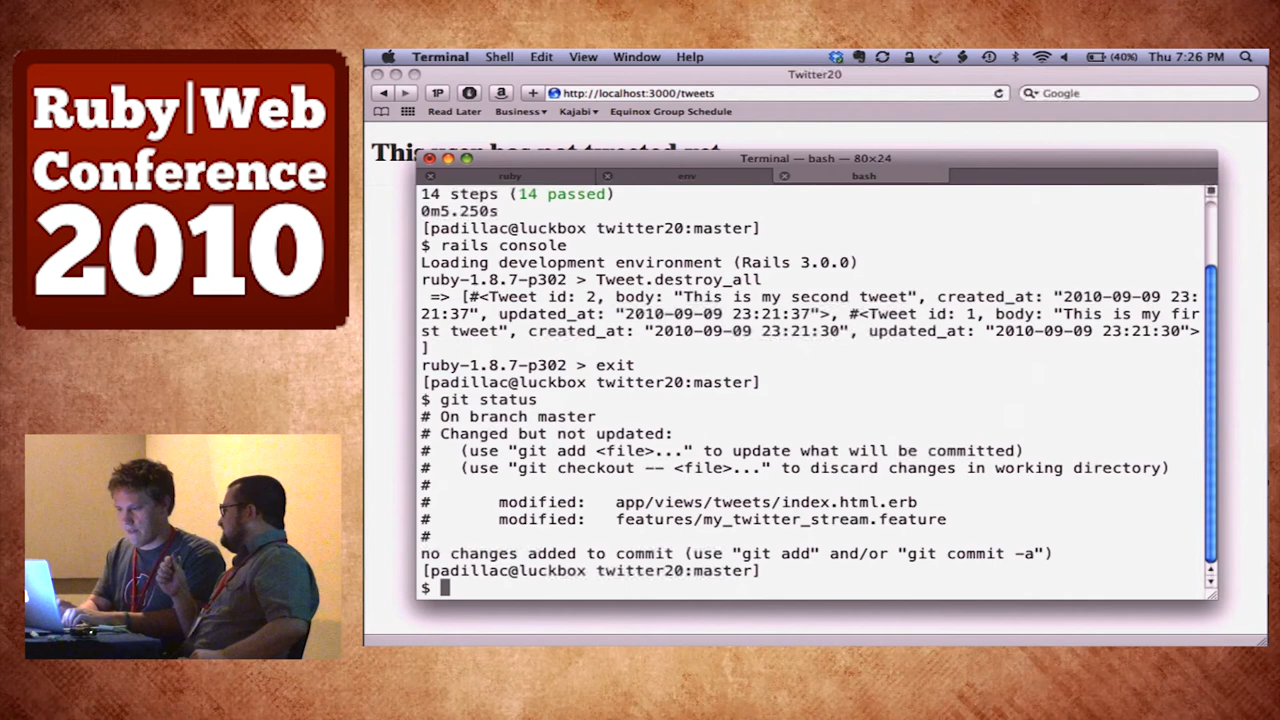 Ruby|Web
Conference
2010
Terminal Shell Edit View Window Help (40%) Thu 7:26 PM
Twitter20
1P http://localhost:3000/tweets Google
Read Later Business Kajabi Equinox Group Schedule
This user has not tweeted yet
Terminal — bash — 80×24
ruby env bash
14 steps (14 passed)
0m5.250s
[padillac@luckbox twitter20:master]
$ rails console
Loading development environment (Rails 3.0.0)
ruby-1.8.7-p302 > Tweet.destroy_all
=> [#<Tweet id: 2, body: "This is my second tweet", created_at: "2010-09-09 23:
21:37", updated_at: "2010-09-09 23:21:37">, #<Tweet id: 1, body: "This is my fir
st tweet", created_at: "2010-09-09 23:21:30", updated_at: "2010-09-09 23:21:30">
]
ruby-1.8.7-p302 > exit
[padillac@luckbox twitter20:master]
$ git status
# On branch master
# Changed but not updated:
#   (use "git add <file>..." to update what will be committed)
#   (use "git checkout -- <file>..." to discard changes in working directory)
#
#       modified:   app/views/tweets/index.html.erb
#       modified:   features/my_twitter_stream.feature
#
no changes added to commit (use "git add" and/or "git commit -a")
[padillac@luckbox twitter20:master]
$